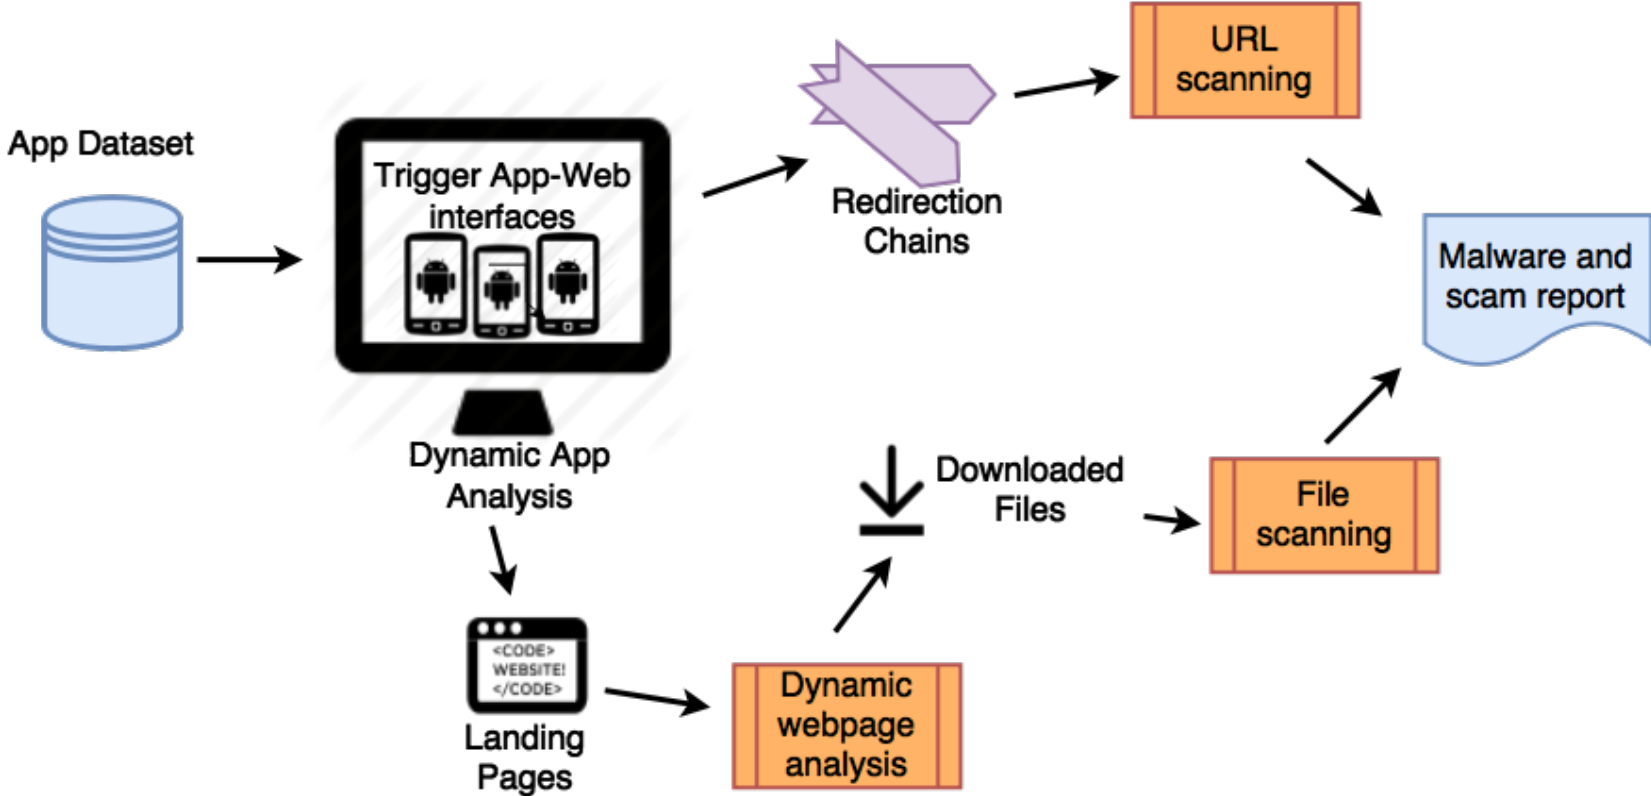 App Dataset
Trigger App-Web
interfaces
Dynamic App
Analysis
Redirection
Chains
URL
scanning
Malware and
scam report
<CODE>
WEBSITE!
</CODE>
Landing
Pages
Dynamic
webpage
analysis
Downloaded
Files
File
scanning